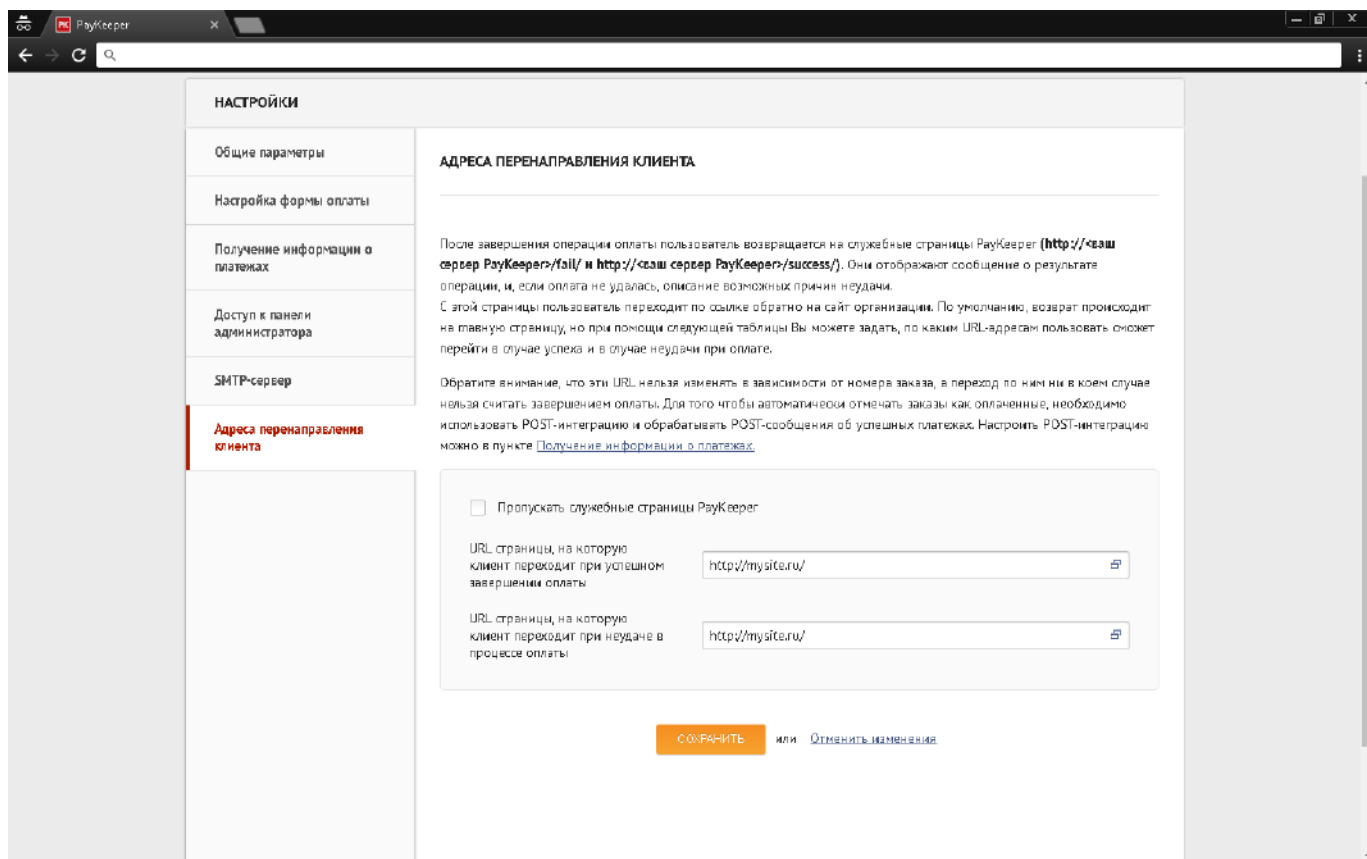 PayKeeper
НАСТРОЙКИ
Общие параметры
Настройка формы оплаты
Получение информации о
платежах
Доступ к панели
администратора
SMTP-сервер
Адреса перенаправления
клиента
АДРЕСА ПЕРЕНАПРАВЛЕНИЯ КЛИЕНТА
После завершения операции оплаты пользователь возвращается на служебные страницы PayKeeper (http://<ваш
сервер PayKeeper>/fail/ и http://<ваш сервер PayKeeper>/success/). Они отображают сообщение о результате
операции, и, если оплата не удалась, описание возможных причин неудачи.
С этой страницы пользователь переходит по ссылке обратно на сайт организации. По умолчанию, возврат происходит
на главную страницу, но при помощи следующей таблицы Вы можете задать, по каким URL-адресам пользовать сможет
перейти в случае успеха и в случае неудачи при оплате.
Обратите внимание, что эти URL нельзя изменять в зависимости от номера заказа, а переход по ним ни в коем случае
нельзя считать завершением оплаты. Для того чтобы автоматически отмечать заказы как оплаченные, необходимо
использовать POST-интеграцию и обрабатывать POST-сообщения об успешных платежах. Настроить POST-интеграцию
можно в пункте Получение информации о платежах.
Пропускать служебные страницы PayKeeper
URL страницы, на которую
клиент переходит при успешном
завершении оплаты
http://mysite.ru/
URL страницы, на которую
клиент переходит при неудаче в
процессе оплаты
http://mysite.ru/
СОХРАНИТЬ или Отменить изменения